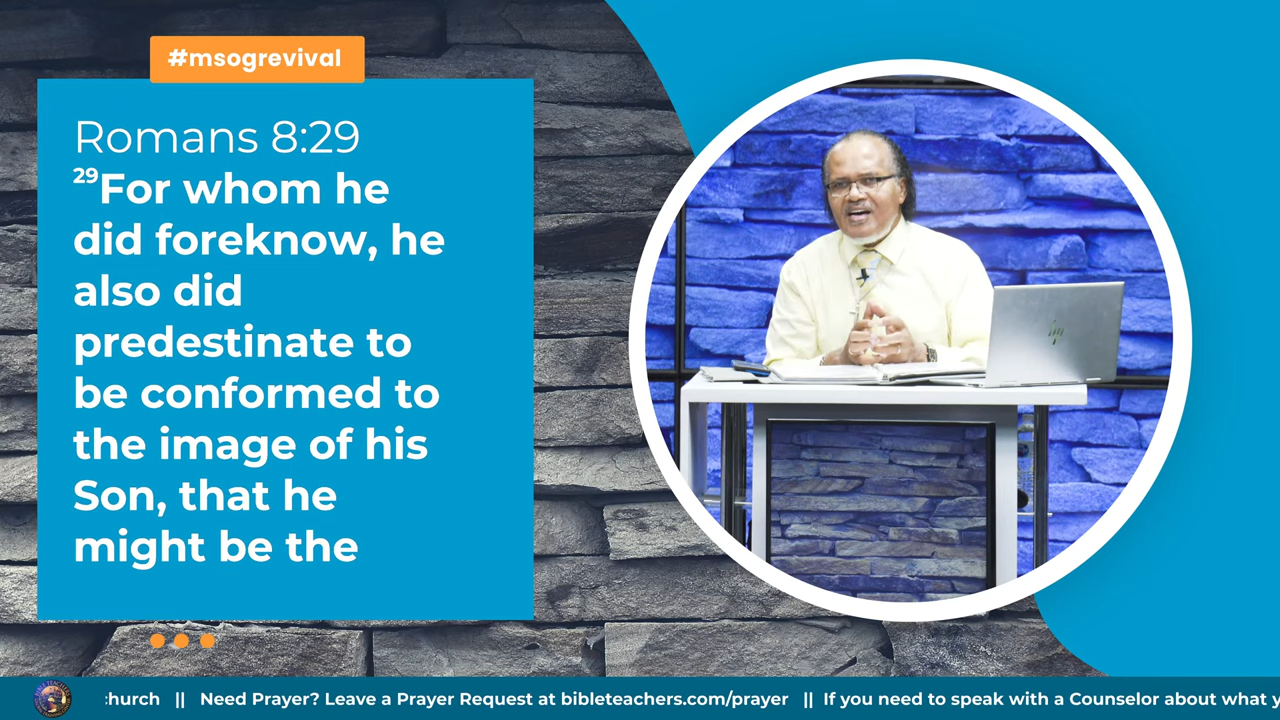 #msogrevival
Romans 8:29
29For whom he
did foreknow, he
also did
predestinate to
be conformed to
the image of his
Son, that he
might be the
hp
church || Need Prayer? Leave a Prayer Request at bibleteachers.com/prayer || If you need to speak with a Counselor about what y